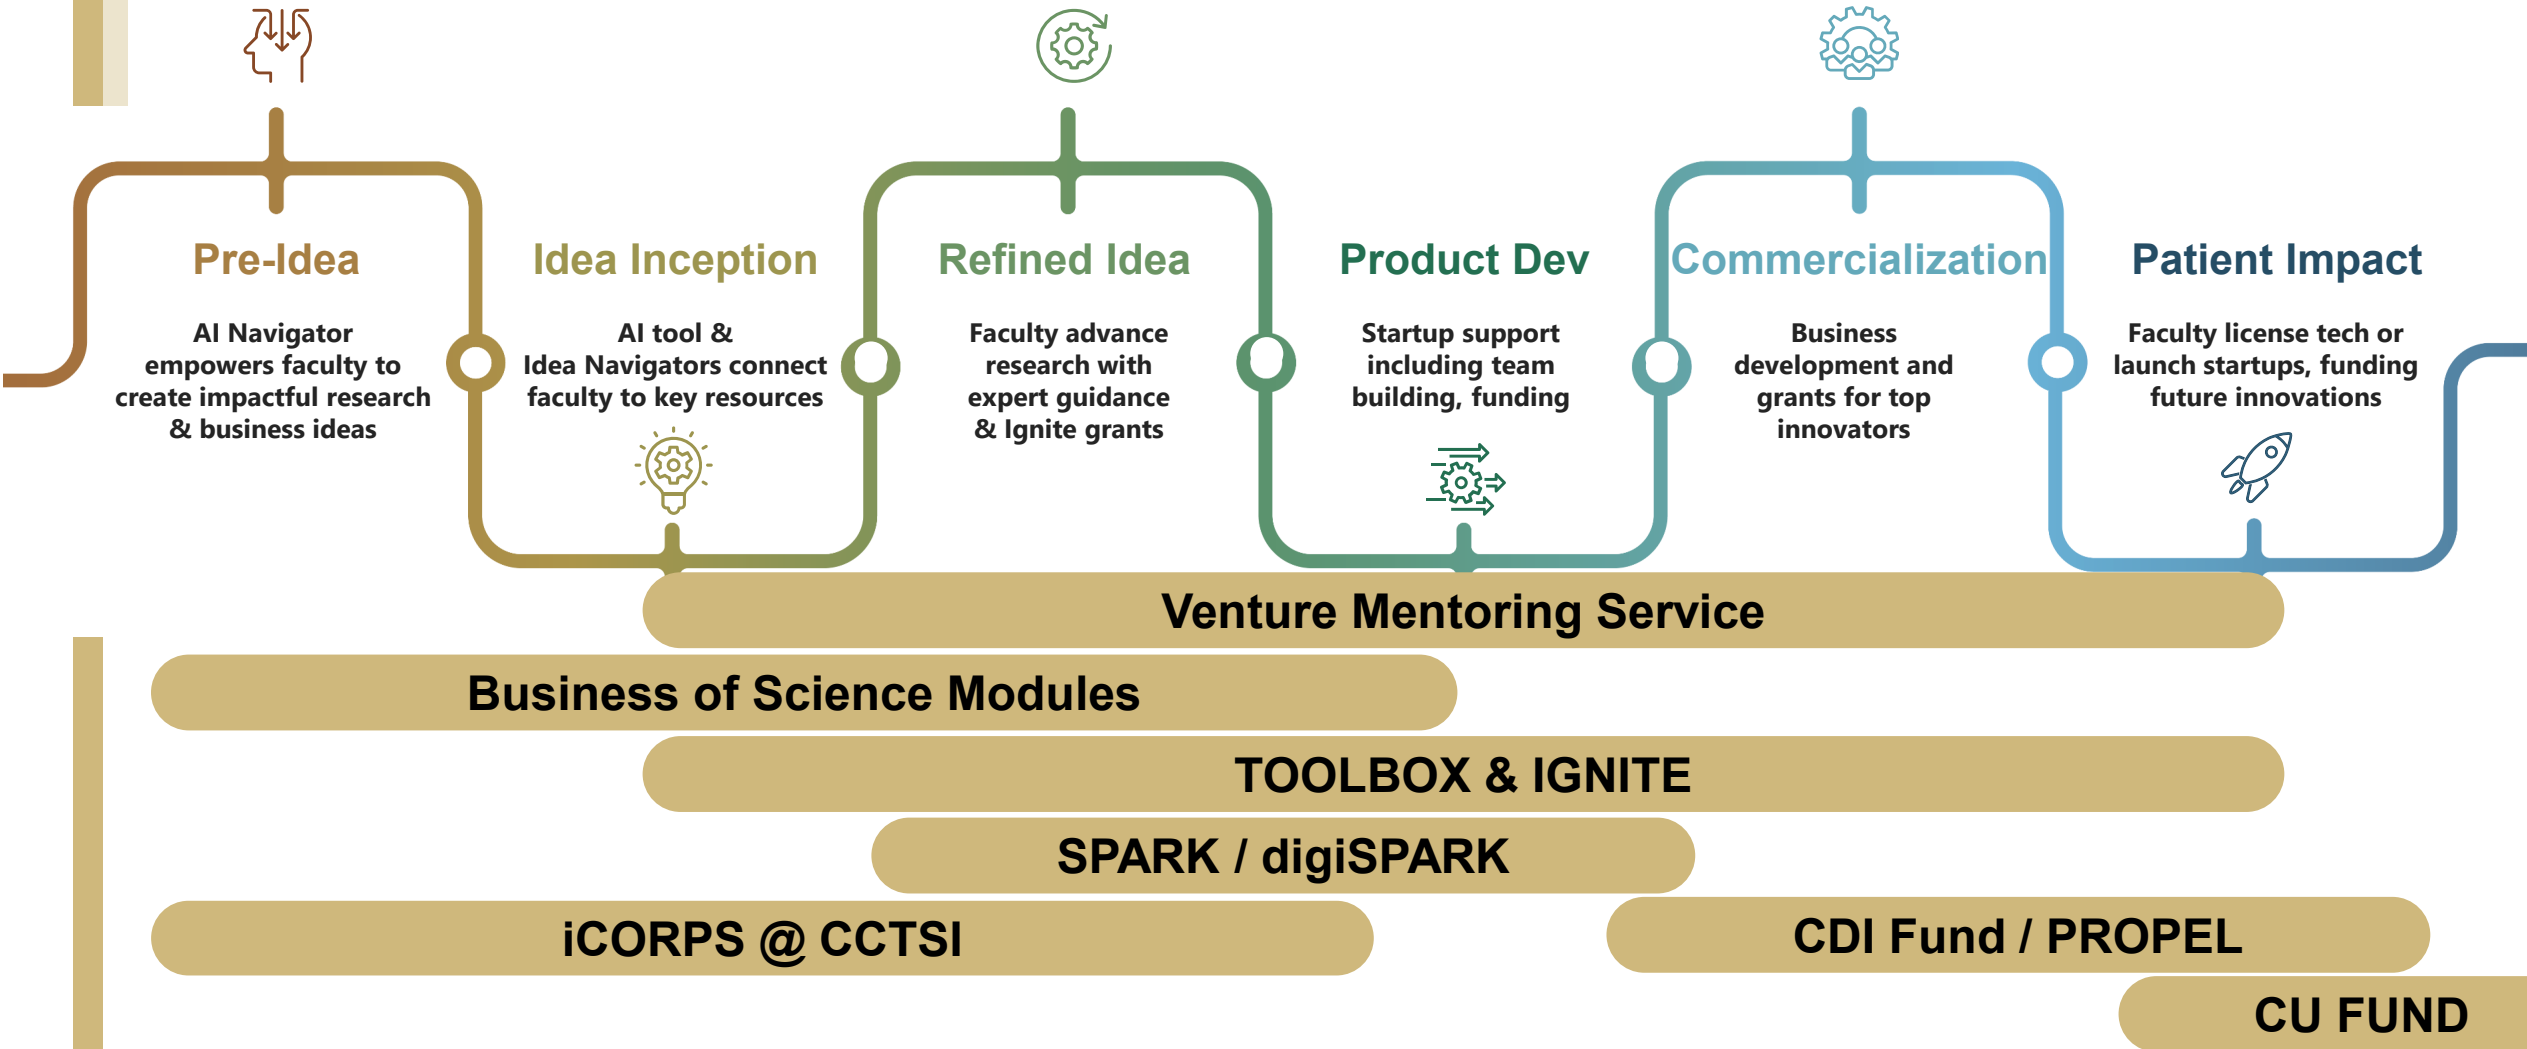 Pre-Idea
AI Navigator
empowers faculty to
create impactful research
& business ideas
Idea Inception
AI tool &
Idea Navigators connect
faculty to key resources
Refined Idea
Faculty advance
research with
expert guidance
& Ignite grants
Product Dev
Startup support
including team
building, funding
Commercialization
Business
development and
grants for top
innovators
Patient Impact
Faculty license tech or
launch startups, funding
future innovations
Venture Mentoring Service
Business of Science Modules
TOOLBOX & IGNITE
SPARK / digiSPARK
iCORPS @ CCTSI
CDI Fund / PROPEL
CU FUND